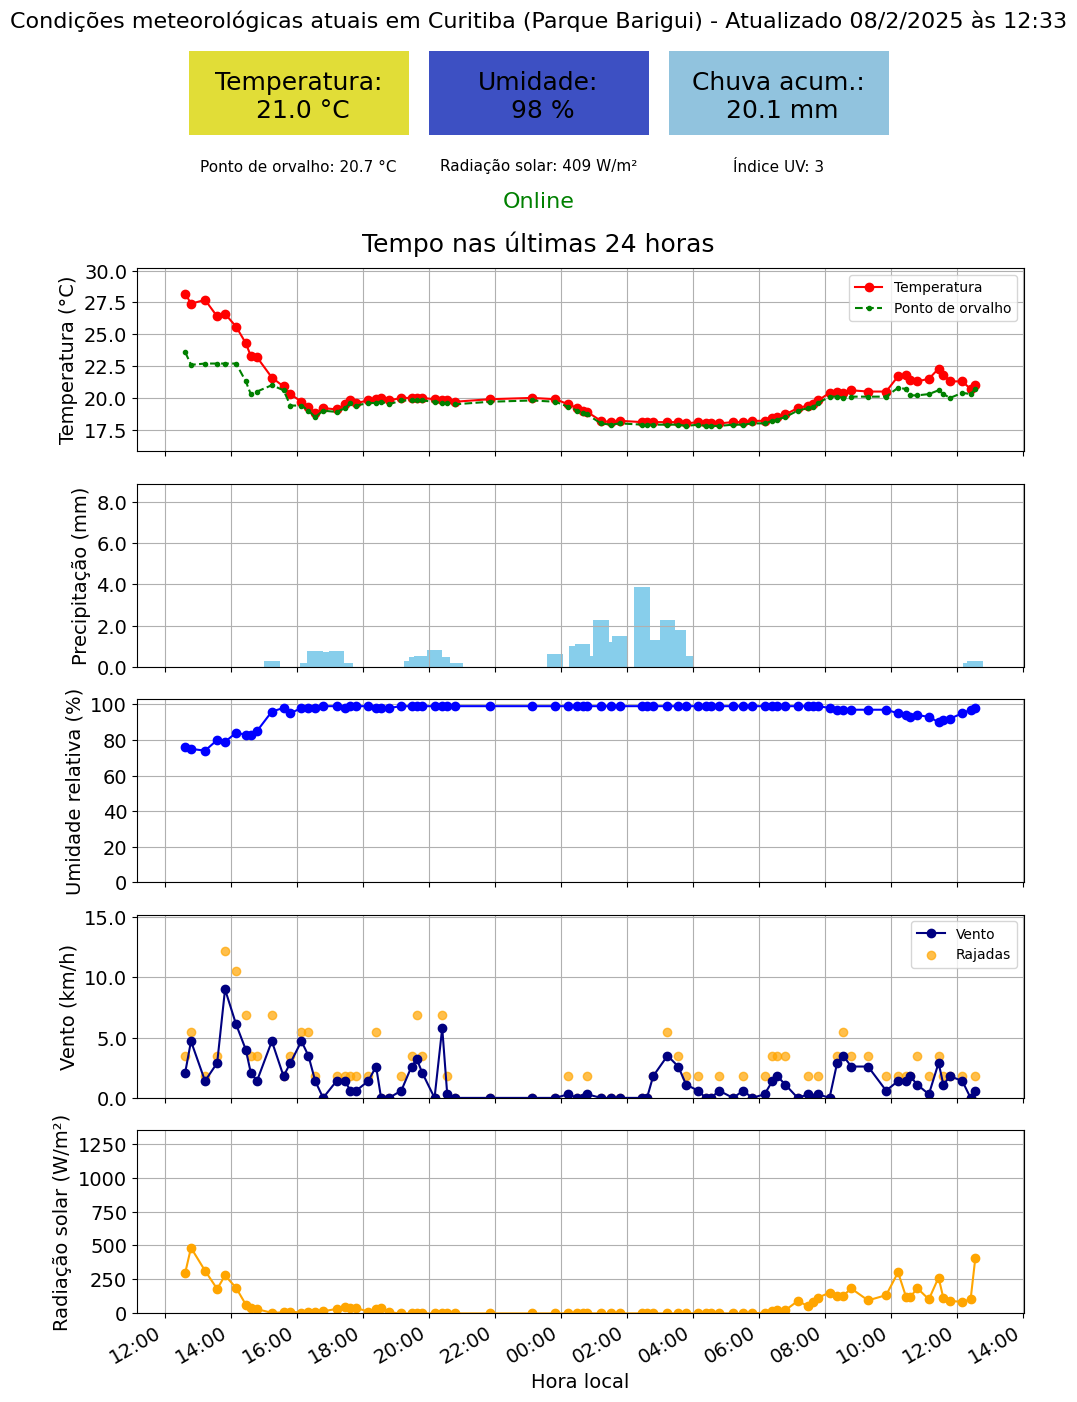 Condições meteorológicas atuais em Curitiba (Parque Barigui) - Atualizado 08/2/2025 às 12:33
Temperatura:
21.0 °C
Umidade:
98 %
Chuva acum.:
20.1 mm
Ponto de orvalho: 20.7 °C
Radiação solar: 409 W/m²
Índice UV: 3
Online
Tempo nas últimas 24 horas
Temperatura (°C)
30.0
27.5
25.0
22.5
20.0
17.5
Temperatura
Ponto de orvalho
Precipitação (mm)
8.0
6.0
4.0
2.0
0.0
Umidade relativa (%)
100
80
60
40
20
0
Vento (km/h)
15.0
10.0
5.0
0.0
Vento
Rajadas
Radiação solar (W/m²)
1250
1000
750
500
250
0
12:00
14:00
16:00
18:00
20:00
22:00
00:00
02:00
04:00
06:00
08:00
10:00
12:00
14:00
Hora local